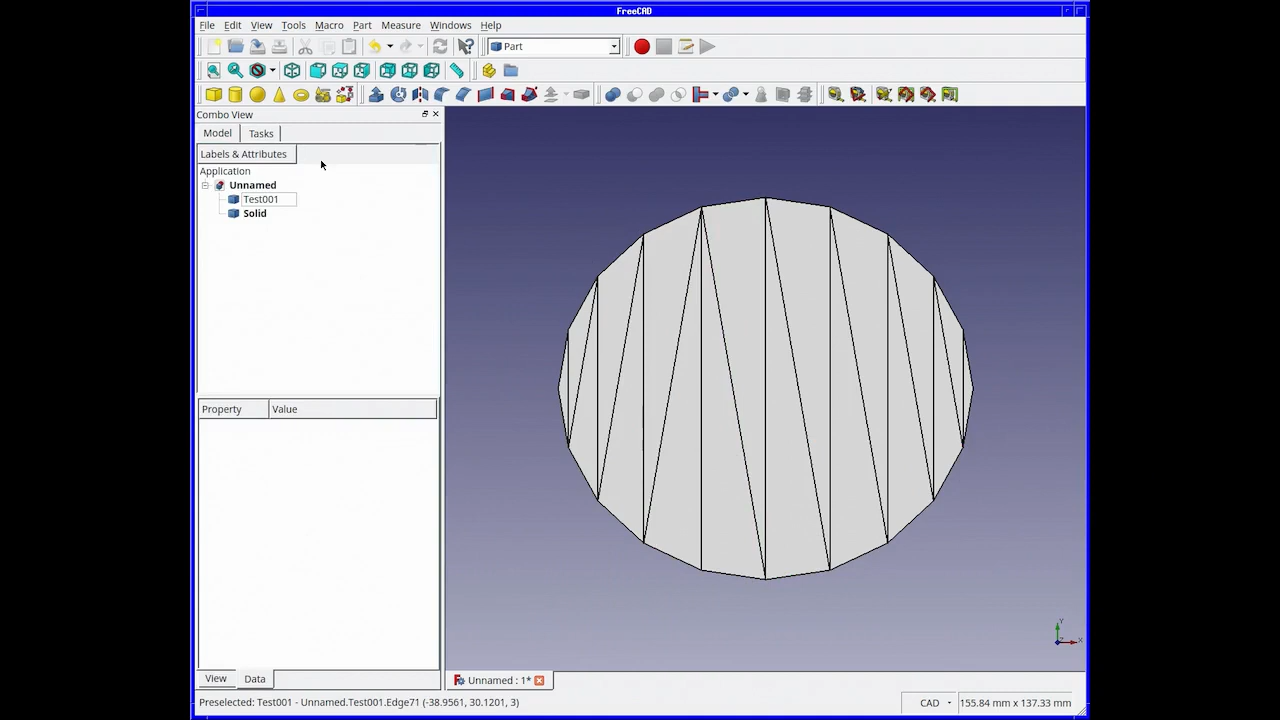 FreeCAD
File Edit View Tools Macro Part Measure Windows Help
Part
Combo View
Model Tasks
Labels & Attributes
Application
Unnamed
Test001
Solid
Property Value
View Data
Unnamed : 1*
Y
X
Preselected: Test001 - Unnamed.Test001.Edge71 (-38.9561, 30.1201, 3)
CAD 155.84 mm x 137.33 mm